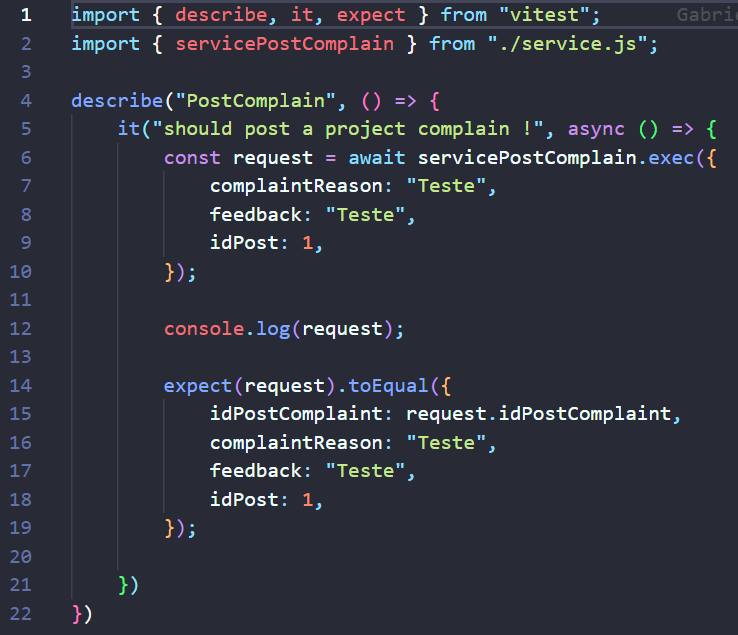 1 import { describe, it, expect } from "vitest";
2 import { servicePostComplain } from "./service.js";
3
4 describe("PostComplain", () => {
5 it("should post a project complain !", async () => {
6 const request = await servicePostComplain.exec({
7 complaintReason: "Teste",
8 feedback: "Teste",
9 idPost: 1,
10 });
11
12 console.log(request);
13
14 expect(request).toEqual({
15 idPostComplaint: request.idPostComplaint,
16 complaintReason: "Teste",
17 feedback: "Teste",
18 idPost: 1,
19 });
20
21 })
22 })